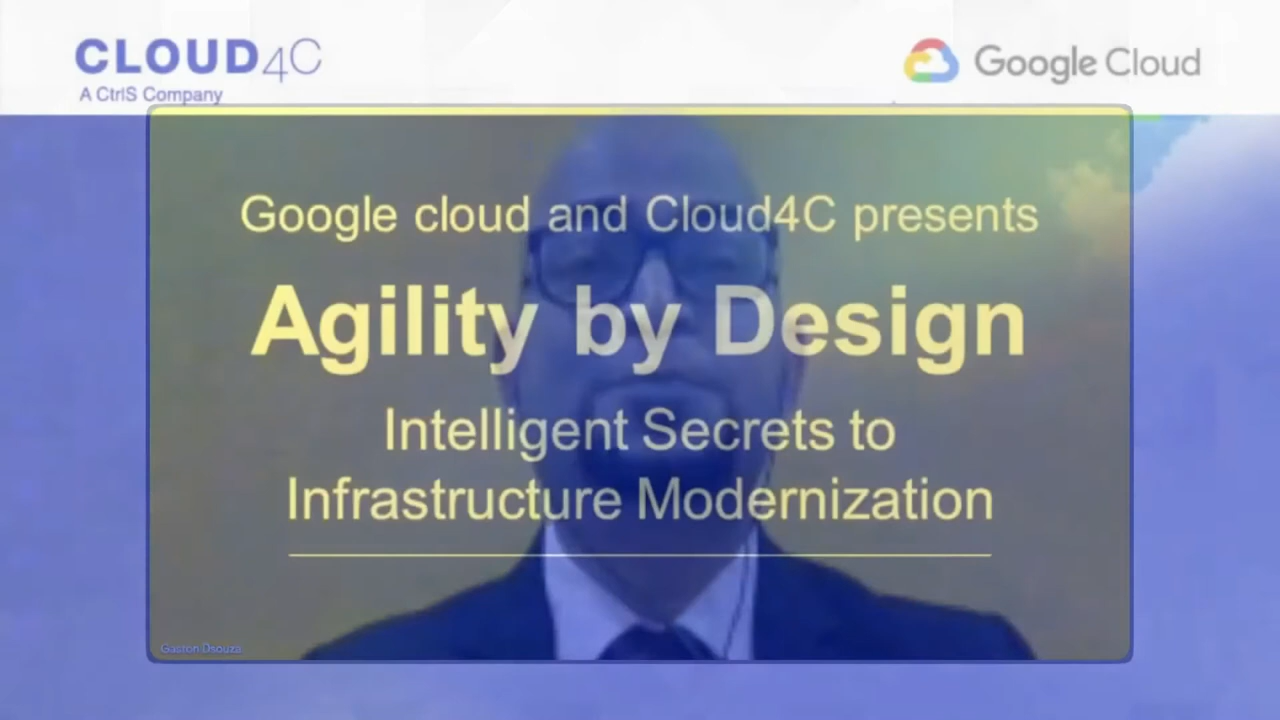 CLOUD4C
A CtrlS Company
Google Cloud
Google cloud and Cloud4C presents
Agility by Design
Intelligent Secrets to
Infrastructure Modernization
Gaston Dsouza